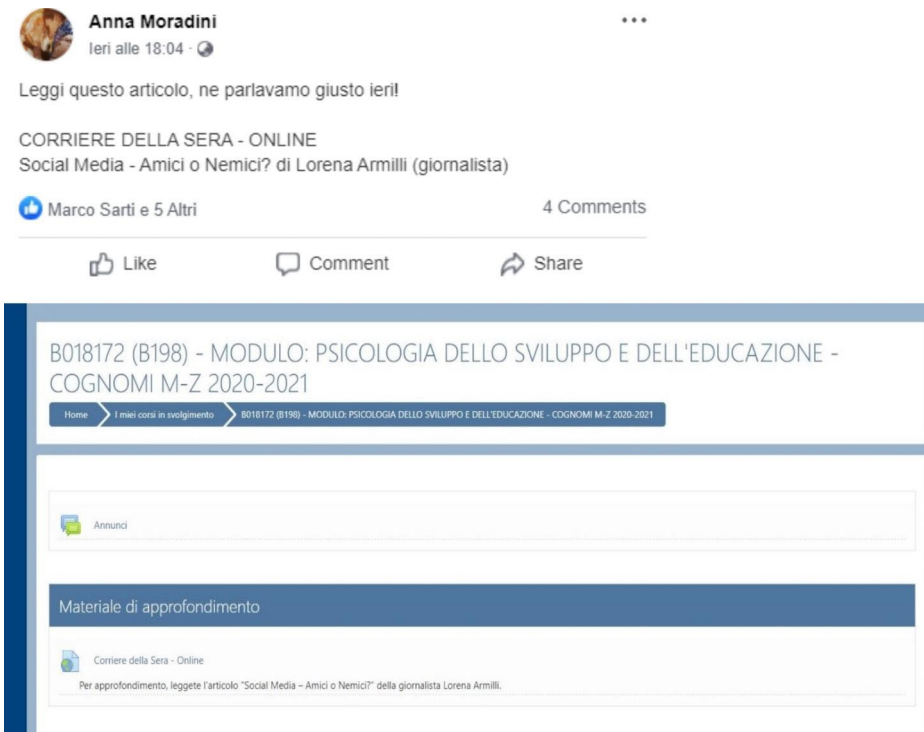 Anna Moradini
Ieri alle 18:04 ·
Leggi questo articolo, ne parlavamo giusto ieri!
CORRIERE DELLA SERA - ONLINE
Social Media - Amici o Nemici? di Lorena Armilli (giornalista)
Marco Sarti e 5 Altri
4 Comments
Like
Comment
Share
B018172 (B198) - MODULO: PSICOLOGIA DELLO SVILUPPO E DELL'EDUCAZIONE -
COGNOMI M-Z 2020-2021
Home
I miei corsi in svolgimento
B018172 (B198) - MODULO: PSICOLOGIA DELLO SVILUPPO E DELL'EDUCAZIONE - COGNOMI M-Z 2020-2021
Annunci
Materiale di approfondimento
Corriere della Sera - Online
Per approfondimento, leggete l'articolo "Social Media – Amici o Nemici?" della giornalista Lorena Armilli.